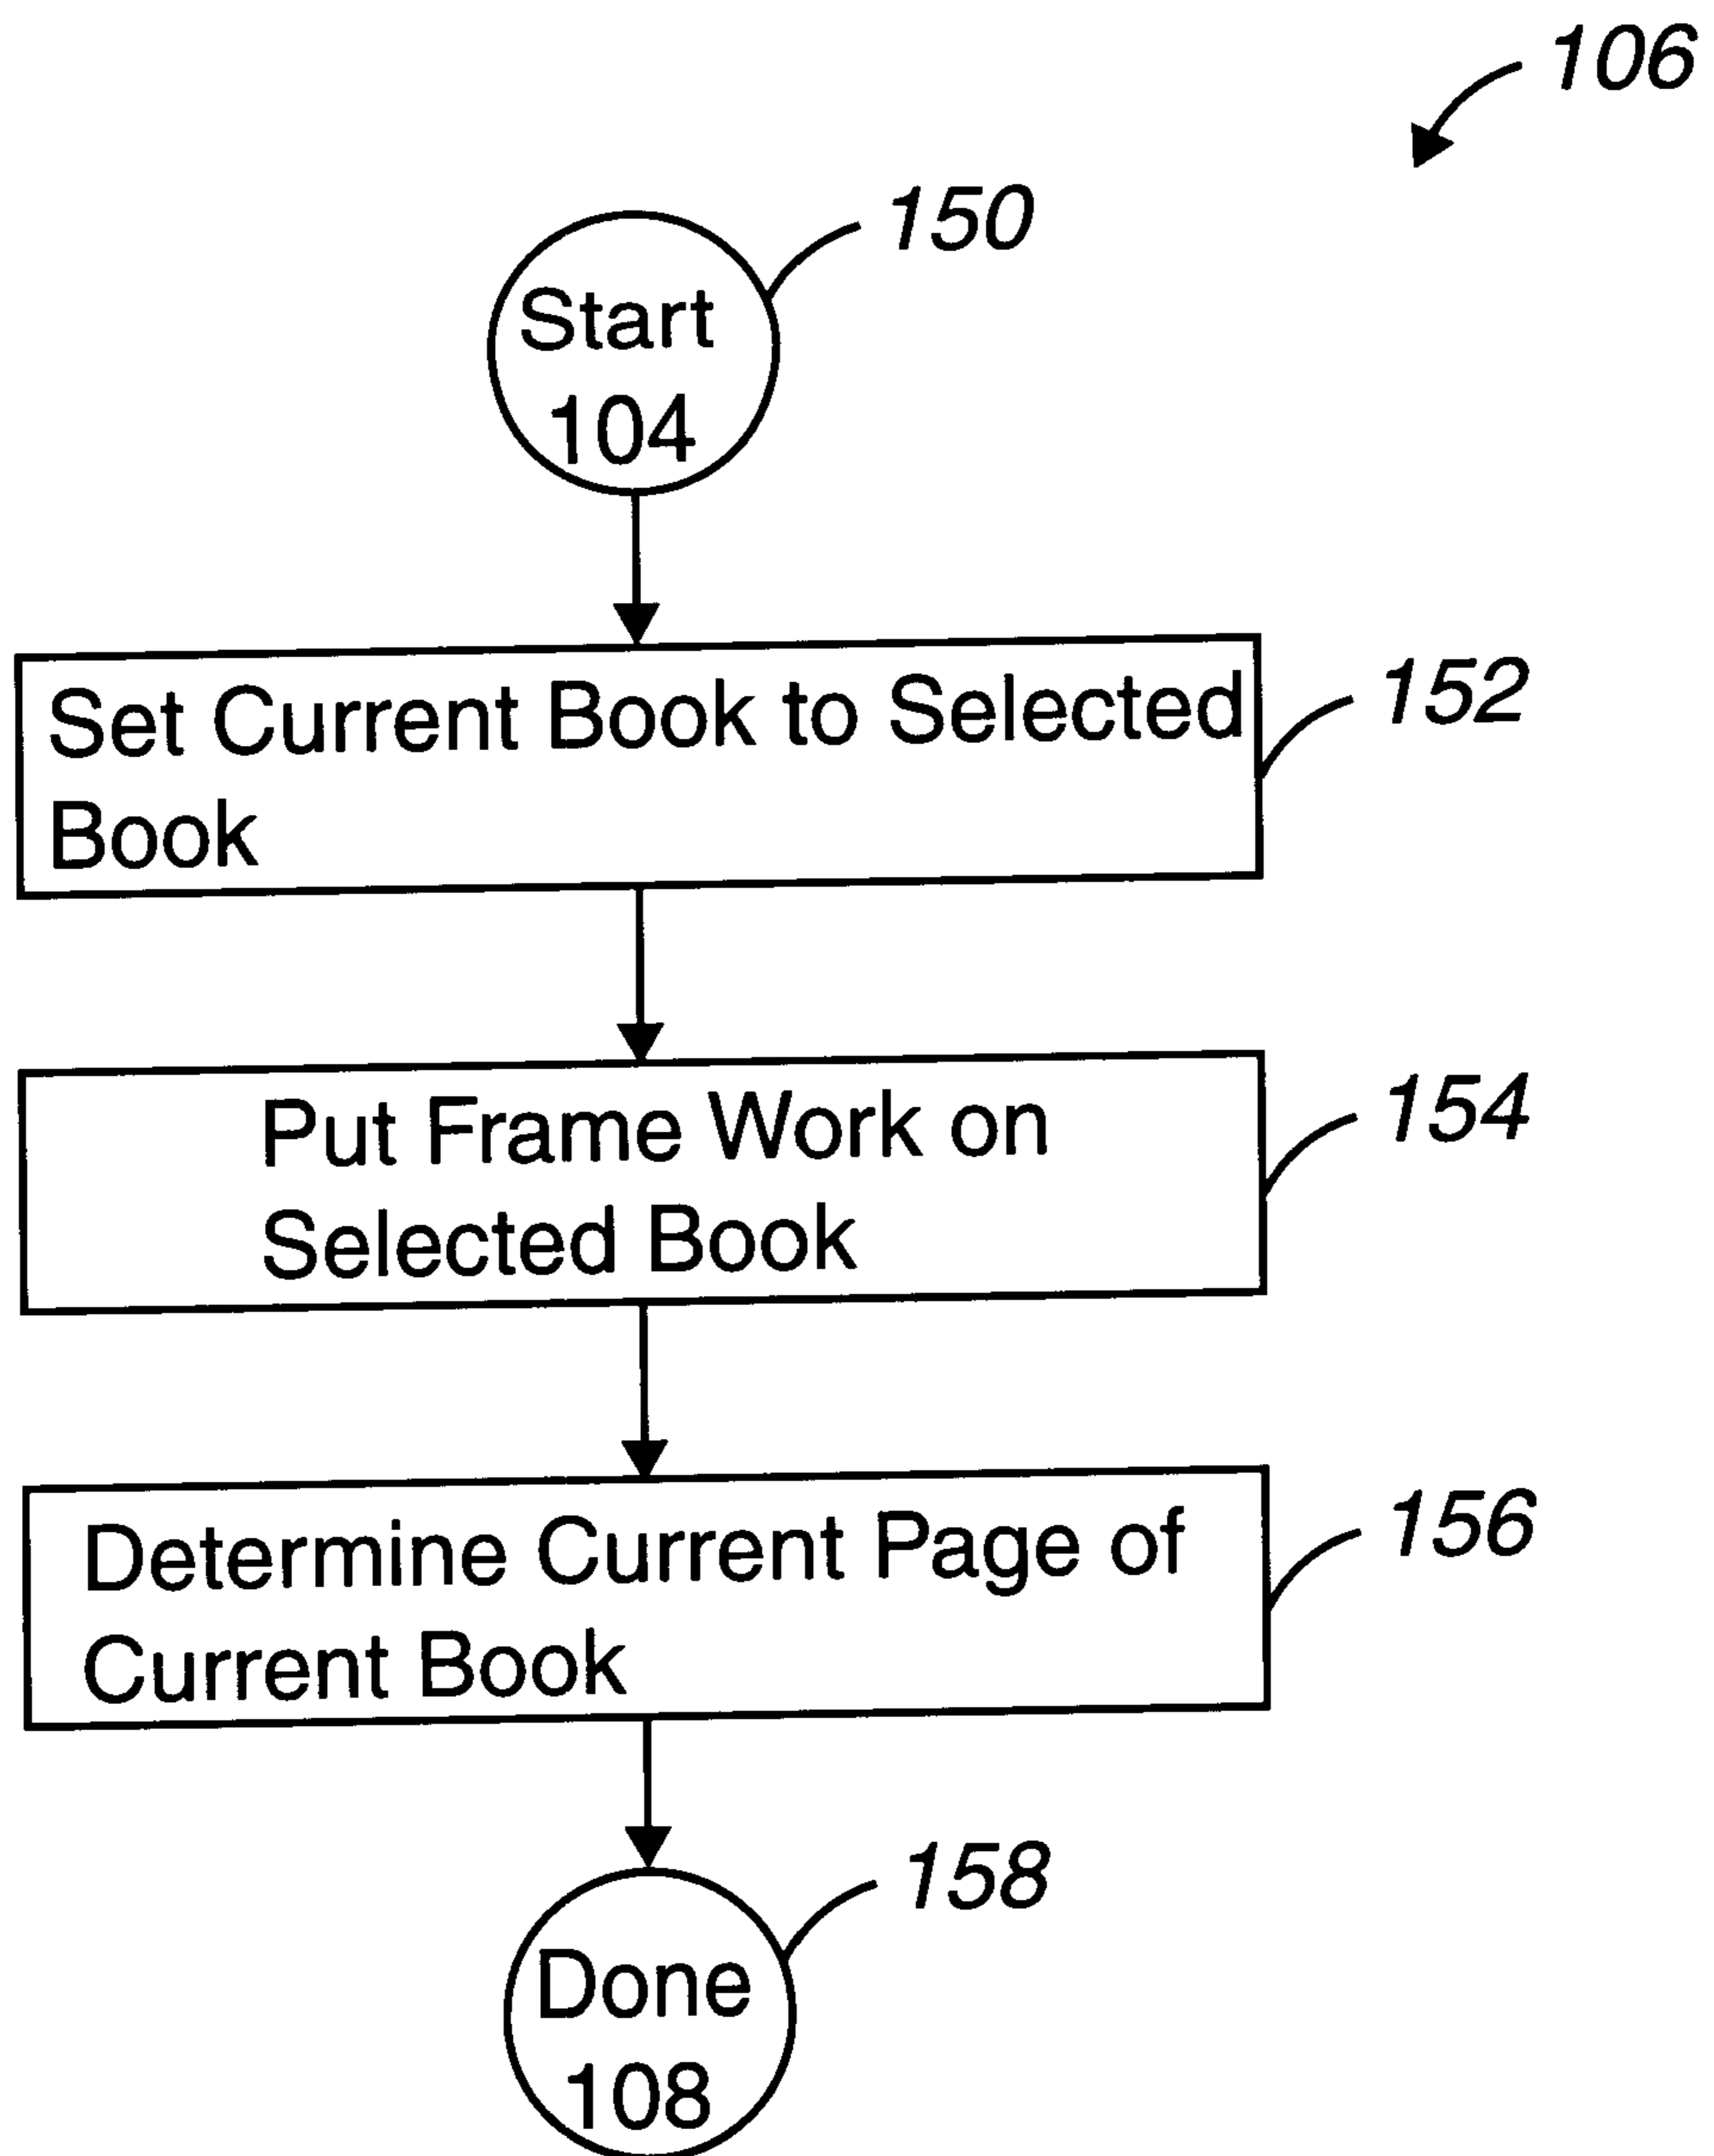 106
150
Start
104
152
Set Current Book to Selected
Book
154
Put Frame Work on
Selected Book
156
Determine Current Page of
Current Book
158
Done
108